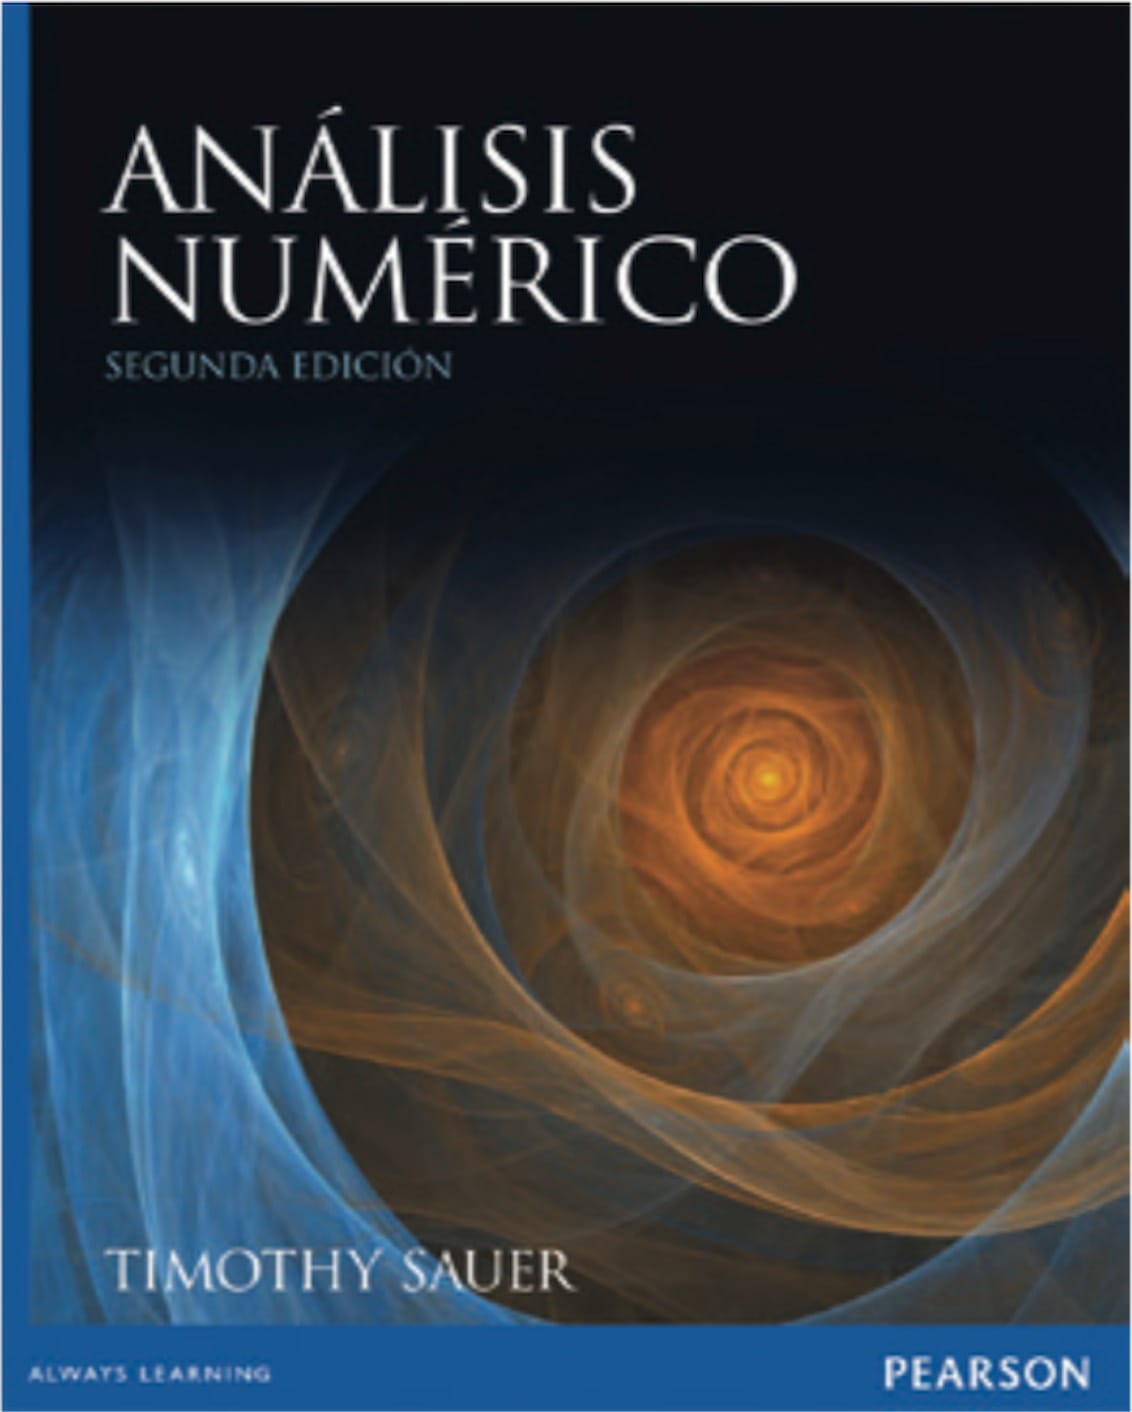 ANÁLISIS
NUMÉRICO
SEGUNDA EDICIÓN
TIMOTHY SAUER
ALWAYS LEARNING
PEARSON